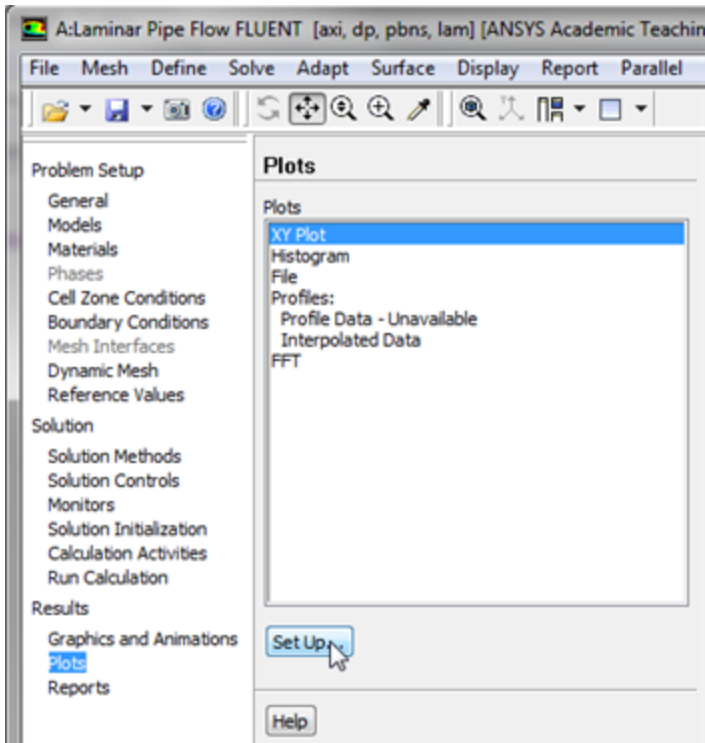 A:Laminar Pipe Flow FLUENT [axi, dp, pbns, lam] [ANSYS Academic Teachin
File Mesh Define Solve Adapt Surface Display Report Parallel
Problem Setup
General
Models
Materials
Phases
Cell Zone Conditions
Boundary Conditions
Mesh Interfaces
Dynamic Mesh
Reference Values
Solution
Solution Methods
Solution Controls
Monitors
Solution Initialization
Calculation Activities
Run Calculation
Results
Graphics and Animations
Plots
Reports
Plots
Plots
XY Plot
Histogram
File
Profiles:
Profile Data - Unavailable
Interpolated Data
FFT
Set Up...
Help